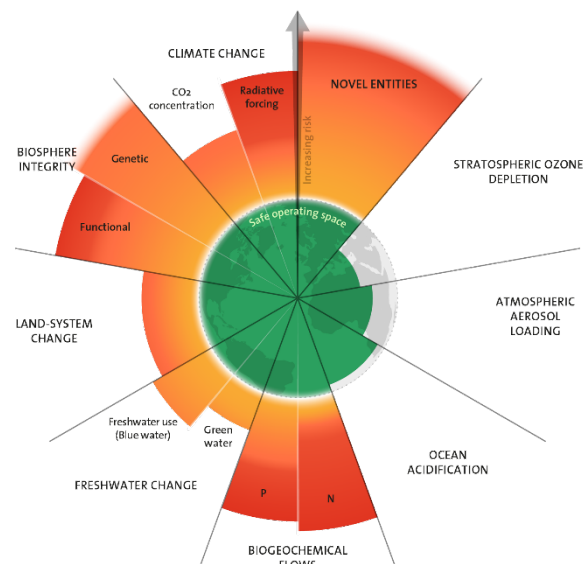 CLIMATE CHANGE
CO2
concentration
Radiative
forcing
Increasing risk
NOVEL ENTITIES
STRATOSPHERIC OZONE
DEPLETION
BIOSPHERE
INTEGRITY
Genetic
Functional
Safe operating space
LAND-SYSTEM
CHANGE
ATMOSPHERIC
AEROSOL
LOADING
Freshwater use
(Blue water)
Green
water
FRESHWATER CHANGE
P
N
OCEAN
ACIDIFICATION
BIOGEOCHEMICAL
FLOWS